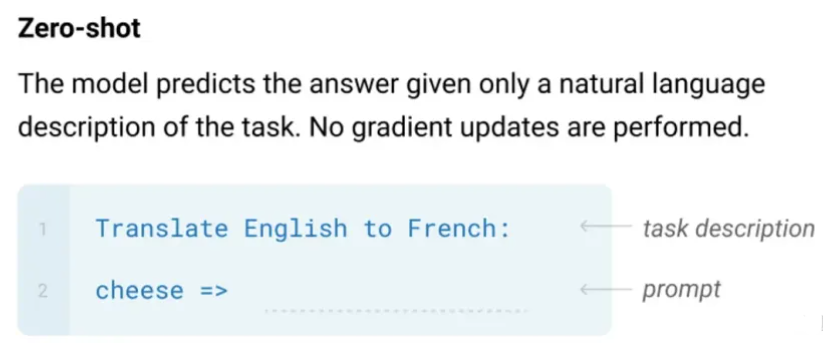 Zero-shot
The model predicts the answer given only a natural language
description of the task. No gradient updates are performed.
1 Translate English to French: task description
2 cheese => prompt